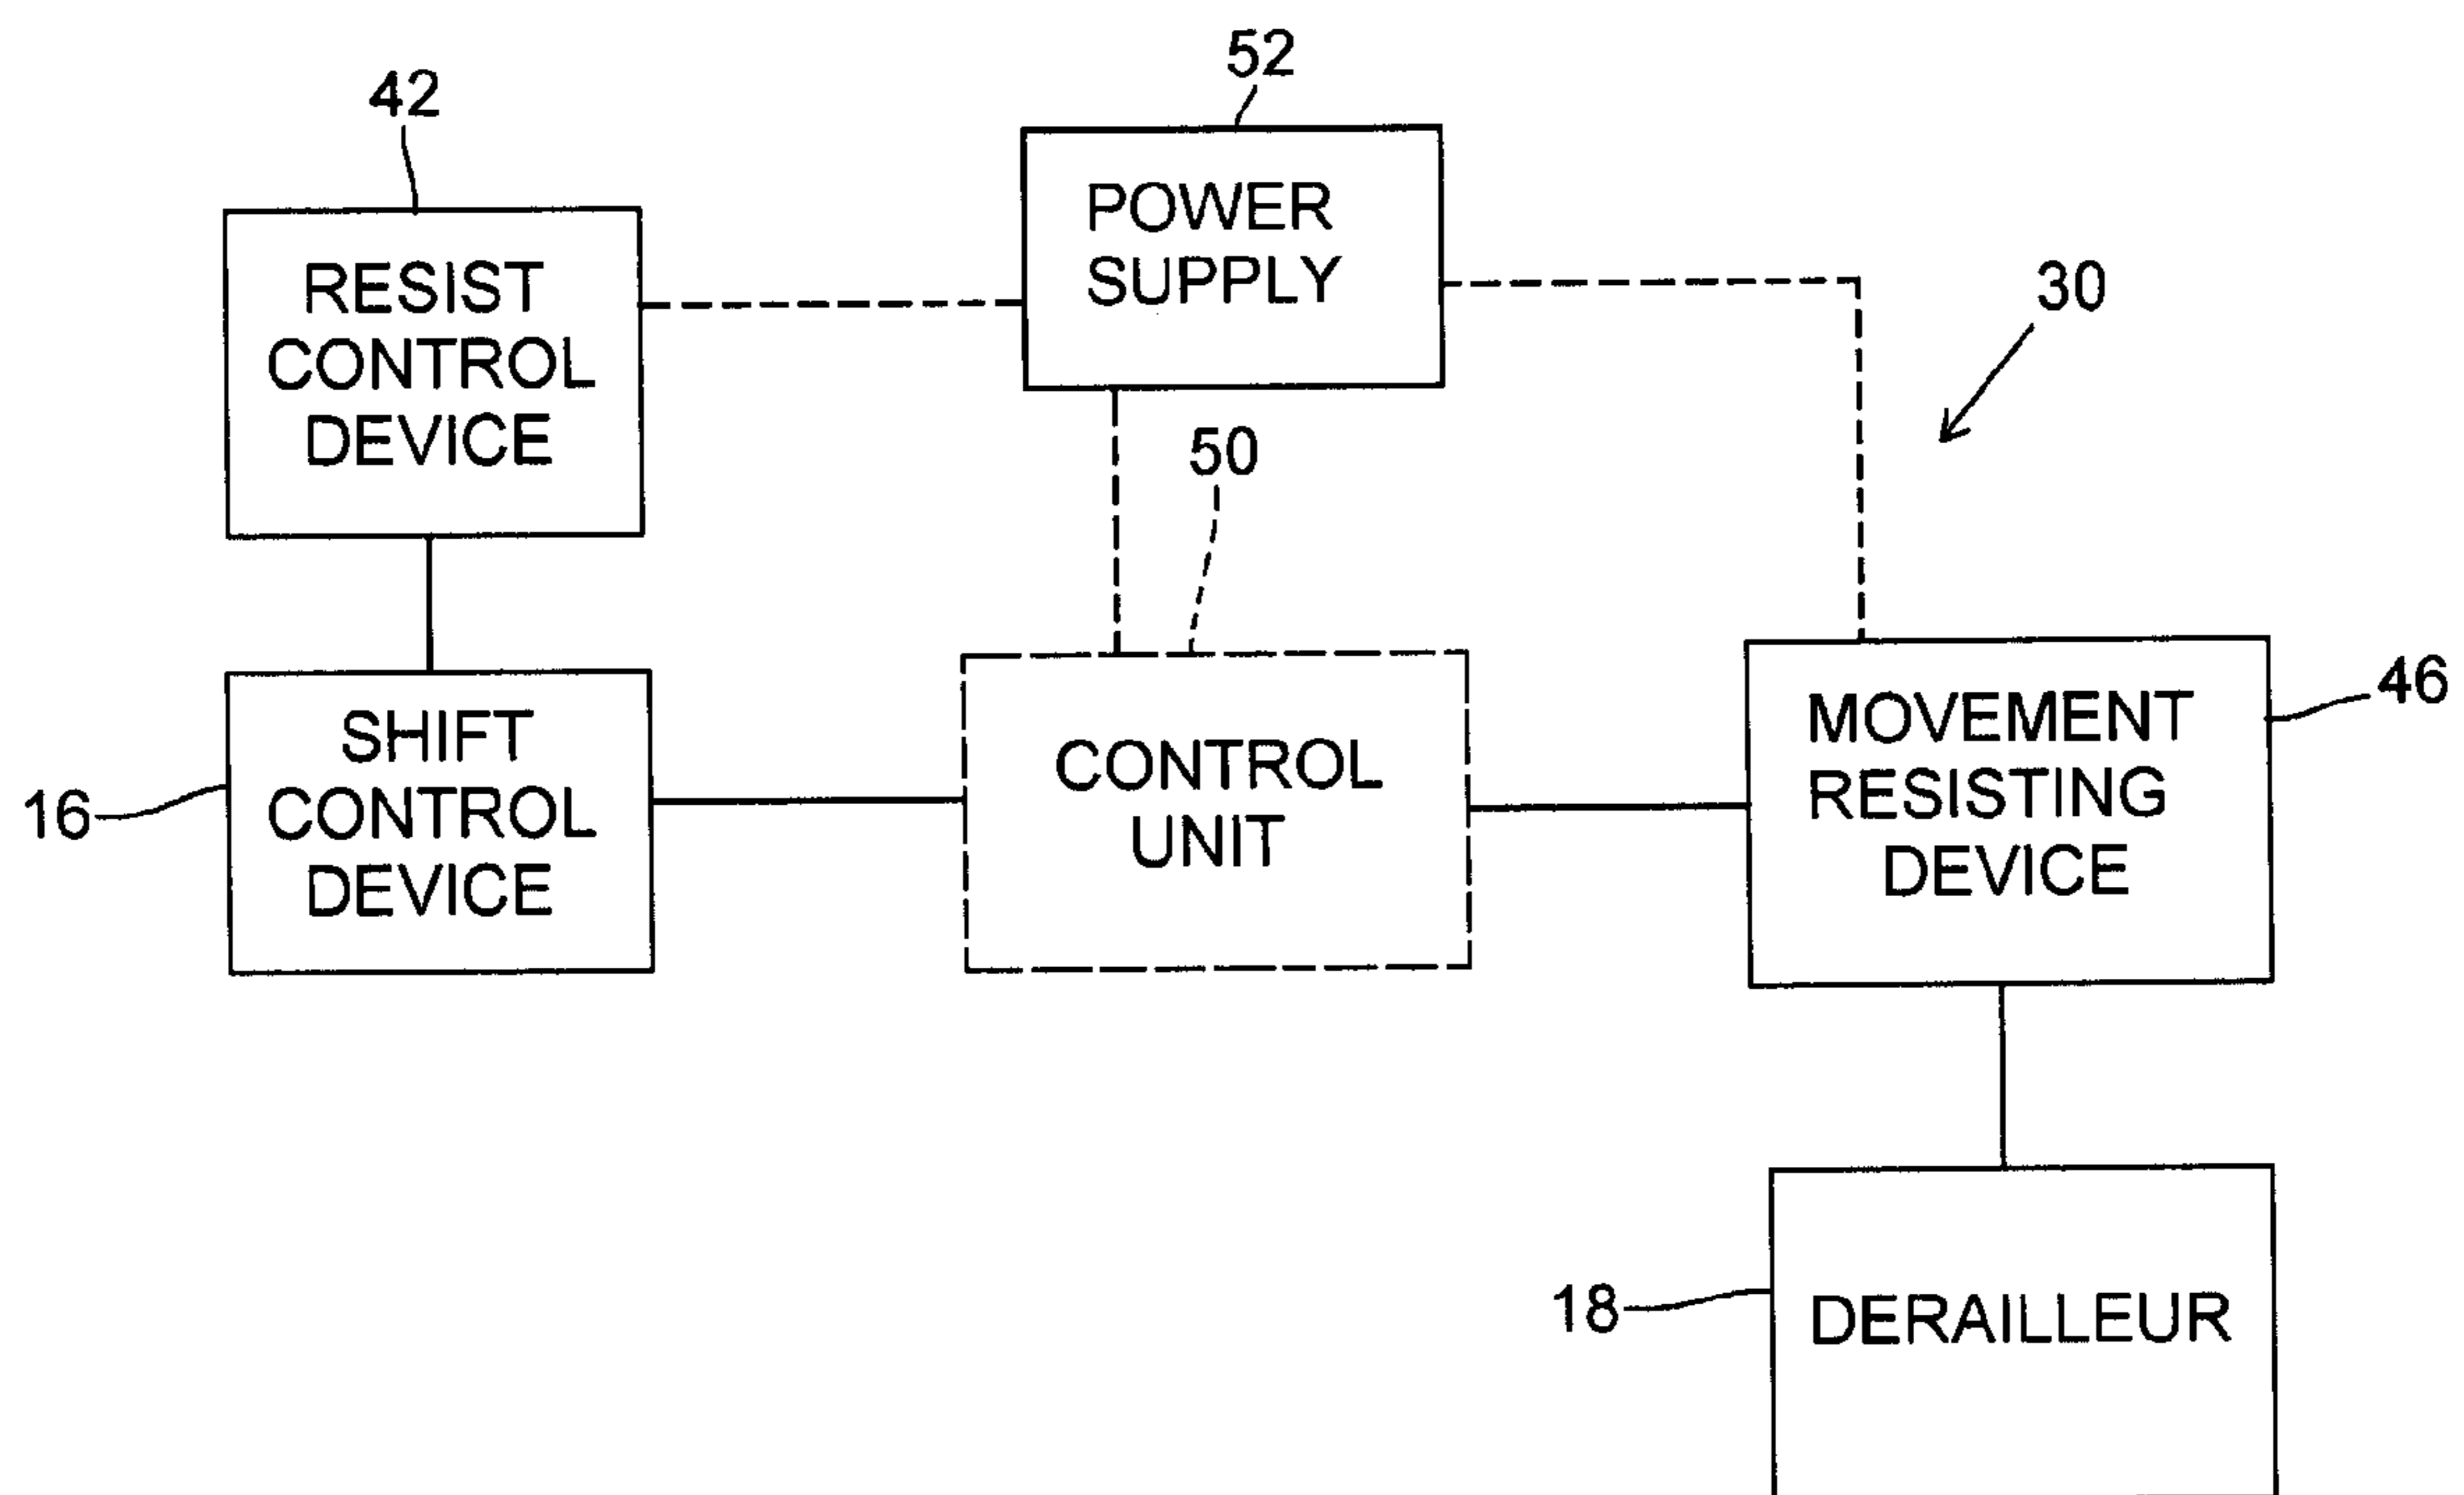 52
42
POWER
SUPPLY
30
RESIST
CONTROL
DEVICE
50
46
SHIFT
CONTROL
DEVICE
16
CONTROL
UNIT
MOVEMENT
RESISTING
DEVICE
18
DERAILLEUR